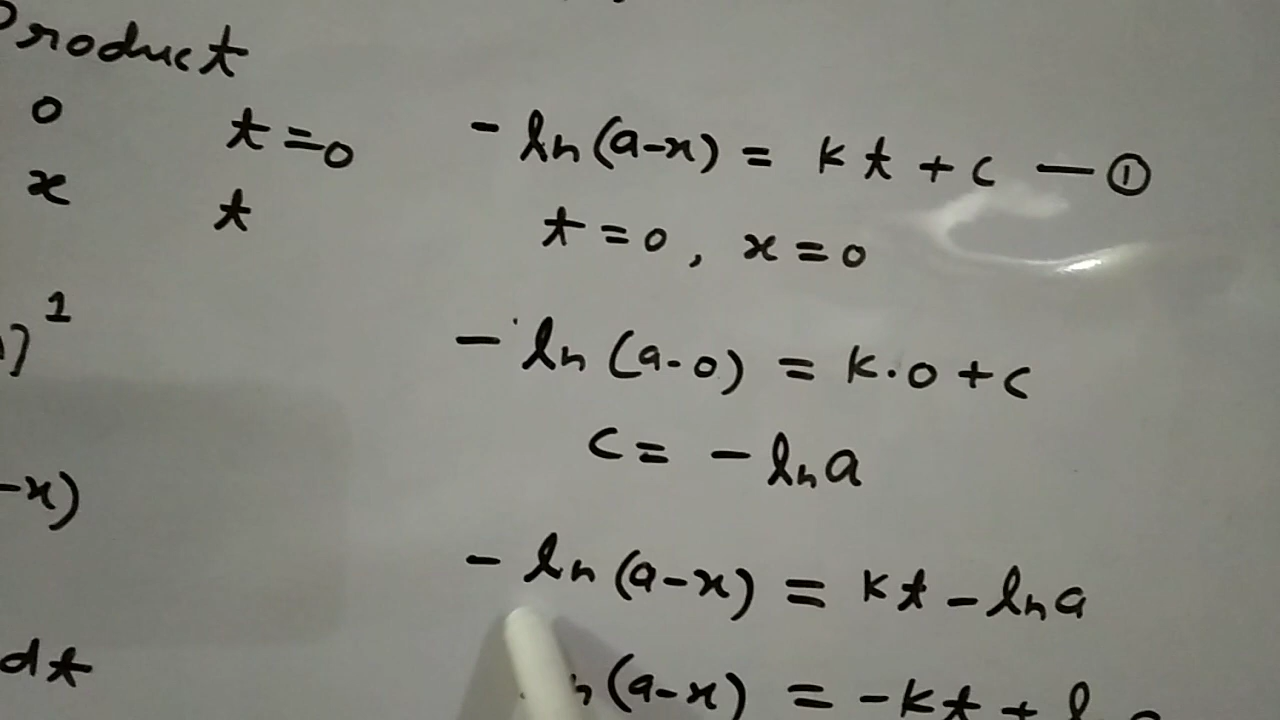 Product
0 t=0
x t
)]¹
-x)
dt
- ln(a-x) = kt + c — ①
t=0, x=0
- ln (a-0) = k.0 + c
c = - ln a
- ln (a-x) = kt - ln a
(a-x) = -kt +